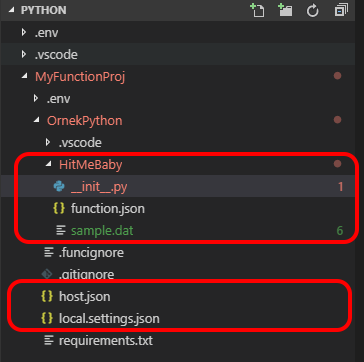 PYTHON
.env
.vscode
MyFunctionProj
.env
OrnekPython
.vscode
HitMeBaby
__init__.py 1
function.json
sample.dat 6
.funcignore
.gitignore
host.json
local.settings.json
requirements.txt